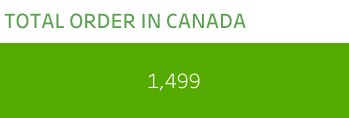 TOTAL ORDER IN CANADA
1,499